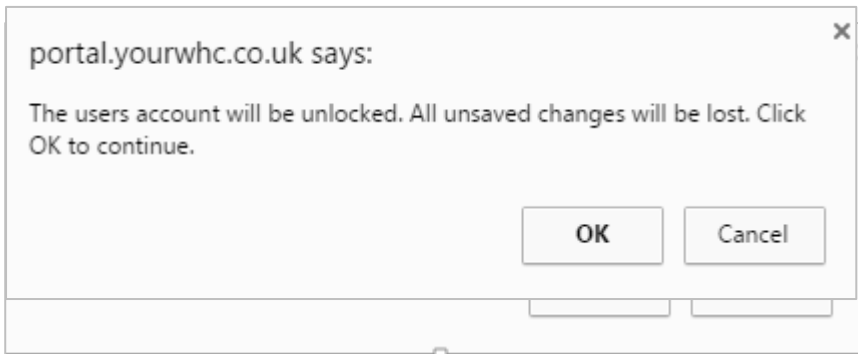 portal.yourwhc.co.uk says:
The users account will be unlocked. All unsaved changes will be lost. Click
OK to continue.
OK Cancel